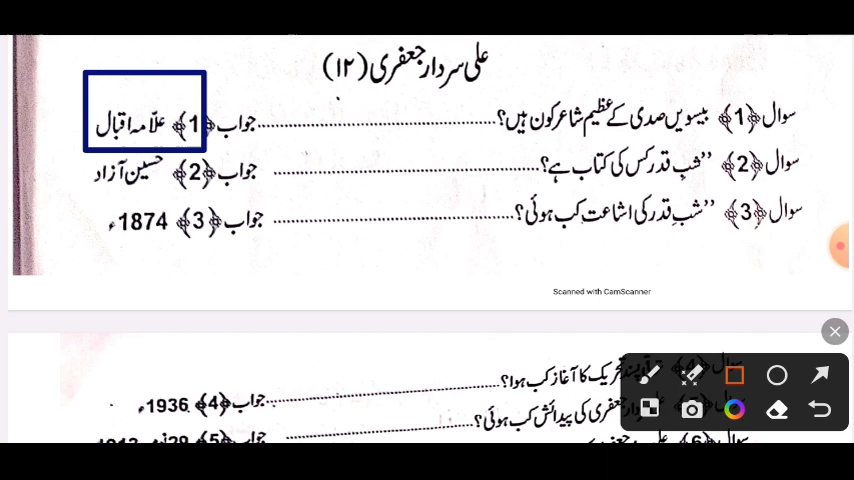 علی سردار جعفری (۱۲)
سوال ﴿1﴾ بیسویں صدی کے عظیم شاعر کون ہیں؟ ........................ جواب ﴿1﴾ علّامہ اقبال
سوال ﴿2﴾ ”شبِ قدر کس کی کتاب ہے؟ ........................ جواب ﴿2﴾ حسین آزاد
سوال ﴿3﴾ ”شبِ قدر کی اشاعت کب ہوئی؟ ........................ جواب ﴿3﴾ 1874ء
Scanned with CamScanner
تحریک کا آغاز کب ہوا؟ ........................ جواب ﴿4﴾ 1936ء
جعفری کی پیدائش کب ہوئی؟ ........................ جواب ﴿5﴾